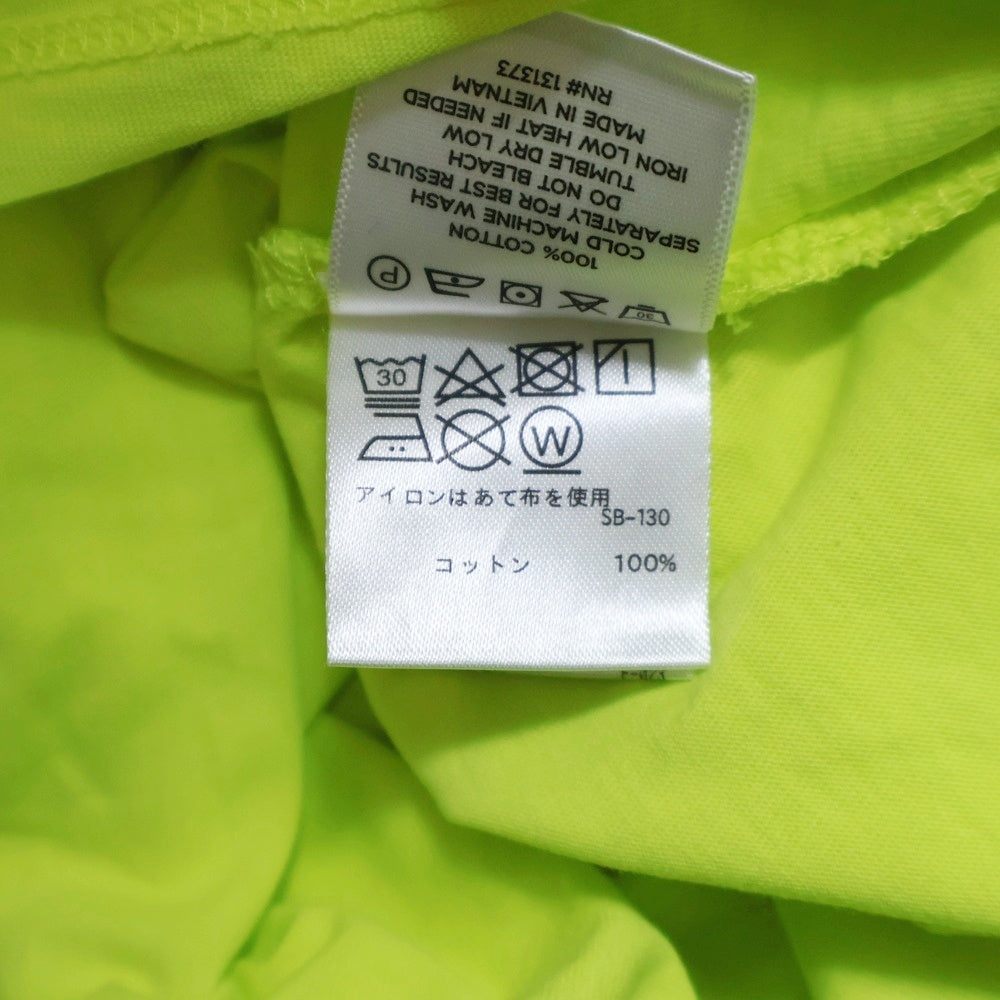 100% COTTON
COLD MACHINE WASH
SEPARATELY FOR BEST RESULTS
DO NOT BLEACH
TUMBLE DRY LOW
IRON LOW HEAT IF NEEDED
MADE IN VIETNAM
RN# 131373
30
P
30
W
アイロンはあて布を使用
SB-130
コットン 100%